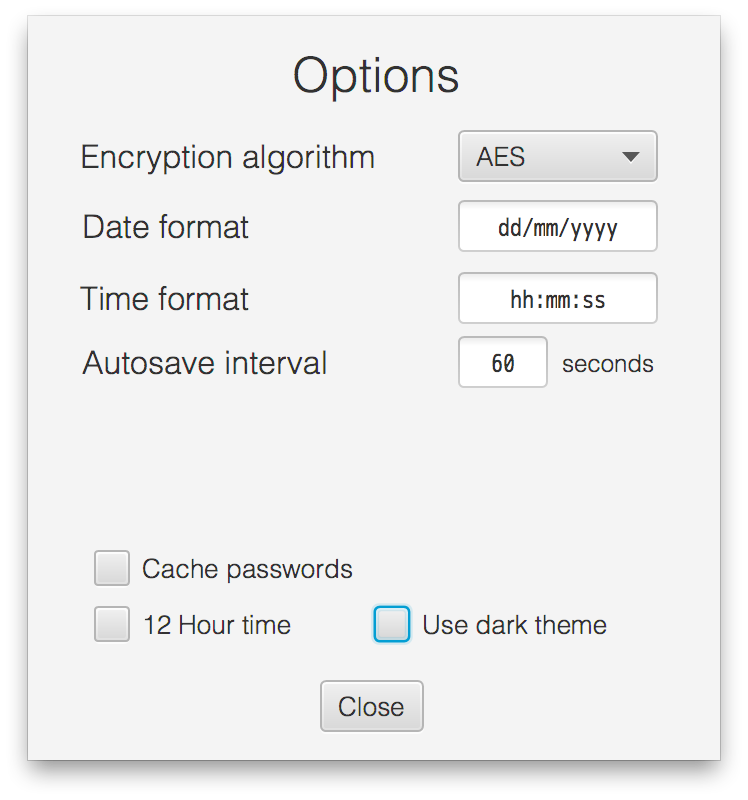 Options
Encryption algorithm AES
Date format dd/mm/yyyy
Time format hh:mm:ss
Autosave interval 60 seconds
Cache passwords
12 Hour time Use dark theme
Close